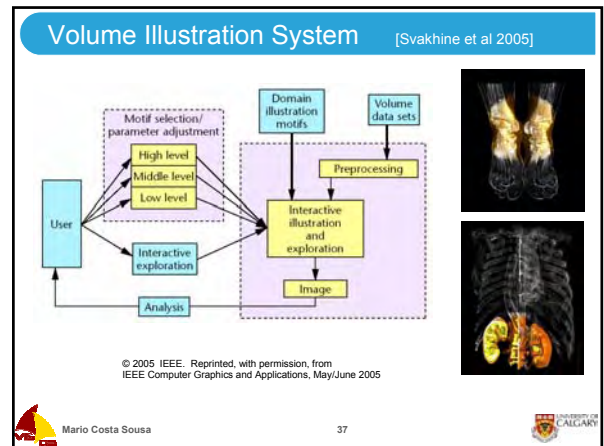 Volume Illustration System [Svakhine et al 2005]
Motif selection/
parameter adjustment
High level
Middle level
Low level
Domain
illustration
motifs
Volume
data sets
Preprocessing
User
Interactive
exploration
Interactive
illustration
and
exploration
Image
Analysis
© 2005 IEEE. Reprinted, with permission, from
IEEE Computer Graphics and Applications, May/June 2005
Mario Costa Sousa
37
UNIVERSITY OF
CALGARY